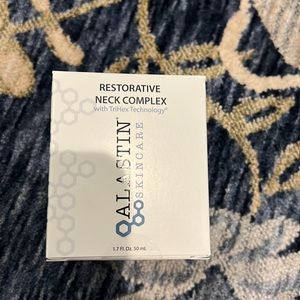 RESTORATIVE
NECK COMPLEX
with TriHex Technology®
ALASTIN
SKINCARE
1.7 fl. Oz. 50 mL